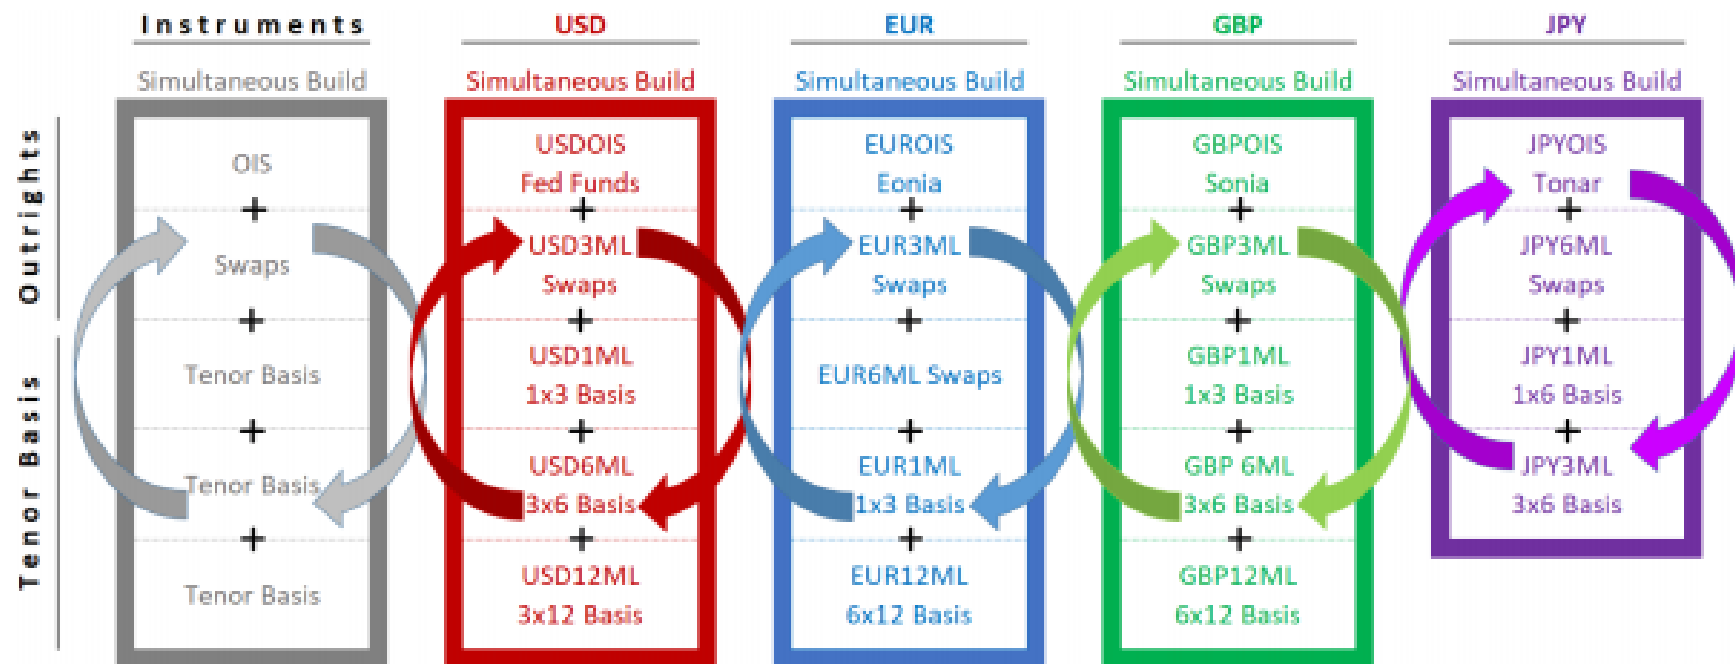 Instruments
USD
EUR
GBP
JPY
Simultaneous Build
Simultaneous Build
Simultaneous Build
Simultaneous Build
Simultaneous Build
Outrights
Tenor Basis
OIS
+
Swaps
+
Tenor Basis
+
Tenor Basis
+
Tenor Basis
USDOIS
Fed Funds
+
USD3ML
Swaps
+
USD1ML
1x3 Basis
+
USD6ML
3x6 Basis
+
USD12ML
3x12 Basis
EUROIS
Eonia
+
EUR3ML
Swaps
+
EUR6ML Swaps
+
EUR1ML
1x3 Basis
+
EUR12ML
6x12 Basis
GBPOIS
Sonia
+
GBP3ML
Swaps
+
GBP1ML
1x3 Basis
+
GBP 6ML
3x6 Basis
+
GBP12ML
6x12 Basis
JPYOIS
Tonar
+
JPY6ML
Swaps
+
JPY1ML
1x6 Basis
+
JPY3ML
3x6 Basis